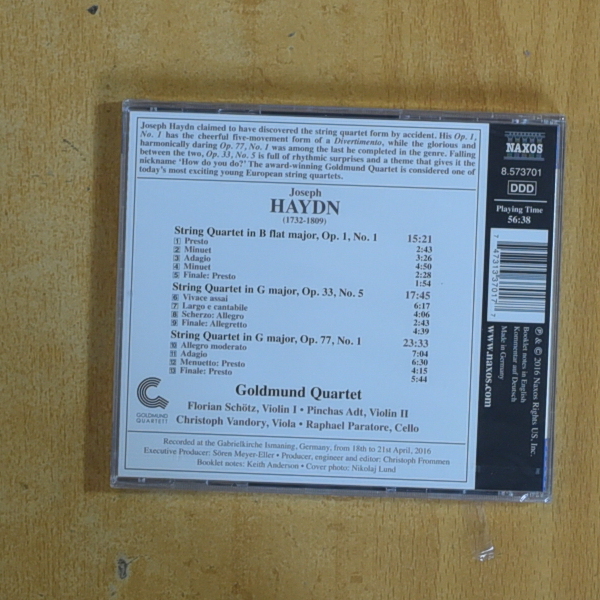 Joseph Haydn claimed to have discovered the string quartet form by accident. His Op. 1,
No. 1 has the cheerful five-movement form of a Divertimento, while the glorious and
harmonically daring Op. 77, No. 1 was among the last he completed in the genre. Falling
between the two, Op. 33, No. 5 is full of rhythmic surprises and a theme that gives it the
nickname 'How do you do?' The award-winning Goldmund Quartet is considered one of
today's most exciting young European string quartets.
Joseph
HAYDN
(1732-1809)
String Quartet in B flat major, Op. 1, No. 1 15:21
1 Presto 2:43
2 Minuet 3:26
3 Adagio 4:50
4 Minuet 2:28
5 Finale: Presto 1:54
String Quartet in G major, Op. 33, No. 5 17:45
6 Vivace assai 6:17
7 Largo e cantabile 4:06
8 Scherzo: Allegro 2:43
9 Finale: Allegretto 4:39
String Quartet in G major, Op. 77, No. 1 23:33
10 Allegro moderato 7:04
11 Adagio 6:30
12 Menuetto: Presto 4:15
13 Finale: Presto 5:44
Goldmund Quartet
Florian Schötz, Violin I • Pinchas Adt, Violin II
Christoph Vandory, Viola • Raphael Paratore, Cello
GOLDMUND
QUARTETT
Recorded at the Gabrielkirche Ismaning, Germany, from 18th to 21st April, 2016
Executive Producer: Sören Meyer-Eller • Producer, engineer and editor: Christoph Frommen
Booklet notes: Keith Anderson • Cover photo: Nikolaj Lund
NAXOS
8.573701
DDD
Playing Time
56:38
7 47313 37017 7
℗ & © 2016 Naxos Rights US, Inc.
Booklet notes in English
Kommentar auf Deutsch
Made in Germany
www.naxos.com